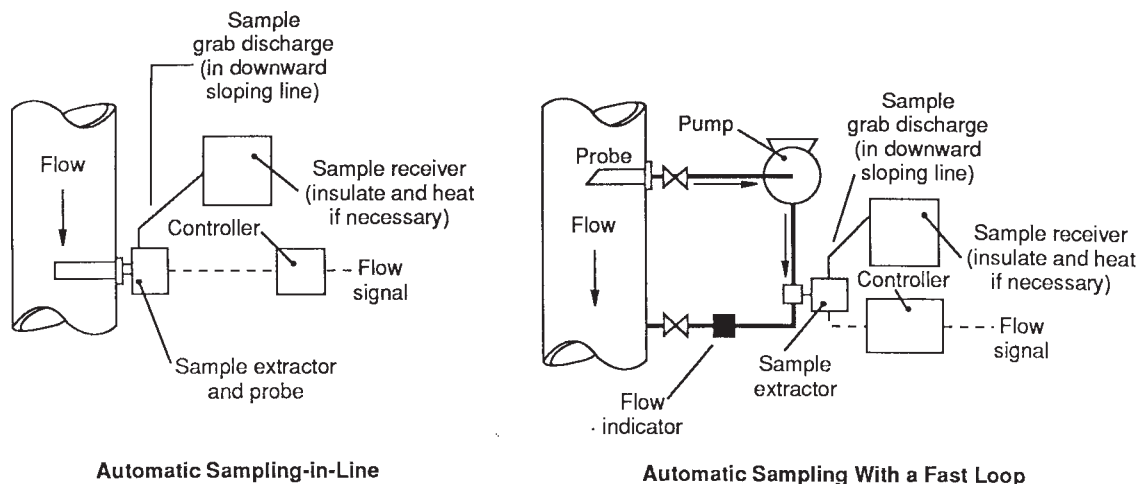 Sample
grab discharge
(in downward
sloping line)
Flow
Sample receiver
(insulate and heat
if necessary)
Controller
Flow
signal
Sample extractor
and probe
Automatic Sampling-in-Line
Pump
Sample
grab discharge
(in downward
sloping line)
Probe
Flow
Sample receiver
(insulate and heat
if necessary)
Controller
Flow
signal
Sample
extractor
Flow
indicator
Automatic Sampling With a Fast Loop